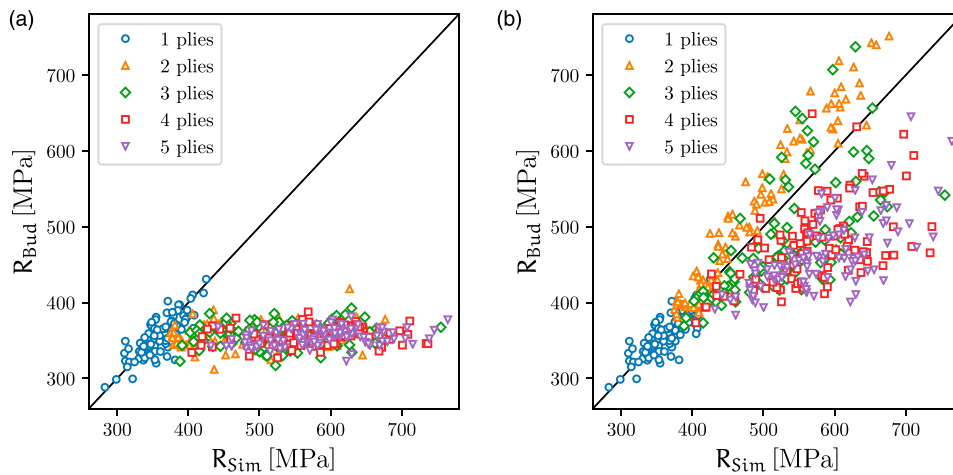 (a)
1 plies
2 plies
3 plies
4 plies
5 plies
700
600
500
400
300
R_Bud [MPa]
300 400 500 600 700
R_Sim [MPa]
(b)
1 plies
2 plies
3 plies
4 plies
5 plies
700
600
500
400
300
R_Bud [MPa]
300 400 500 600 700
R_Sim [MPa]